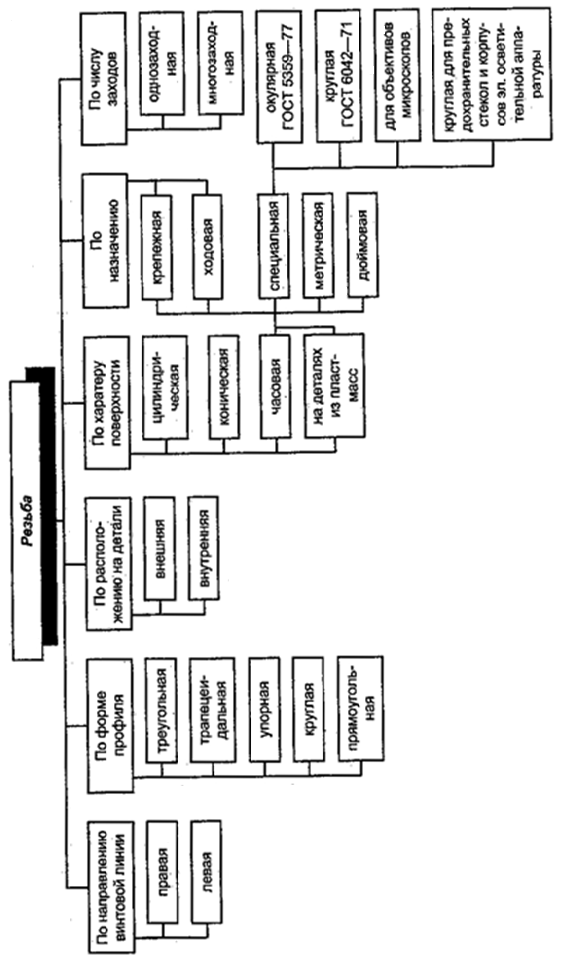 Резьба
По направлению
винтовой линии
правая
левая
По форме
профиля
треугольная
трапецеи-
дальная
упорная
круглая
прямоуголь-
ная
По располо-
жению на детали
внешняя
внутренняя
По харатеру
поверхности
цилиндри-
ческая
коническая
часовая
на деталях
из пласт-
масс
По
назначению
крепежная
ходовая
специальная
метрическая
дюймовая
По числу
заходов
однозаход-
ная
многозаход-
ная
окулярная
ГОСТ 5359—77
круглая
ГОСТ 6042—71
для объективов
микроскопов
круглая для пре-
дохранительных
стекол и корпу-
сов эл. освети-
тельной аппа-
ратуры